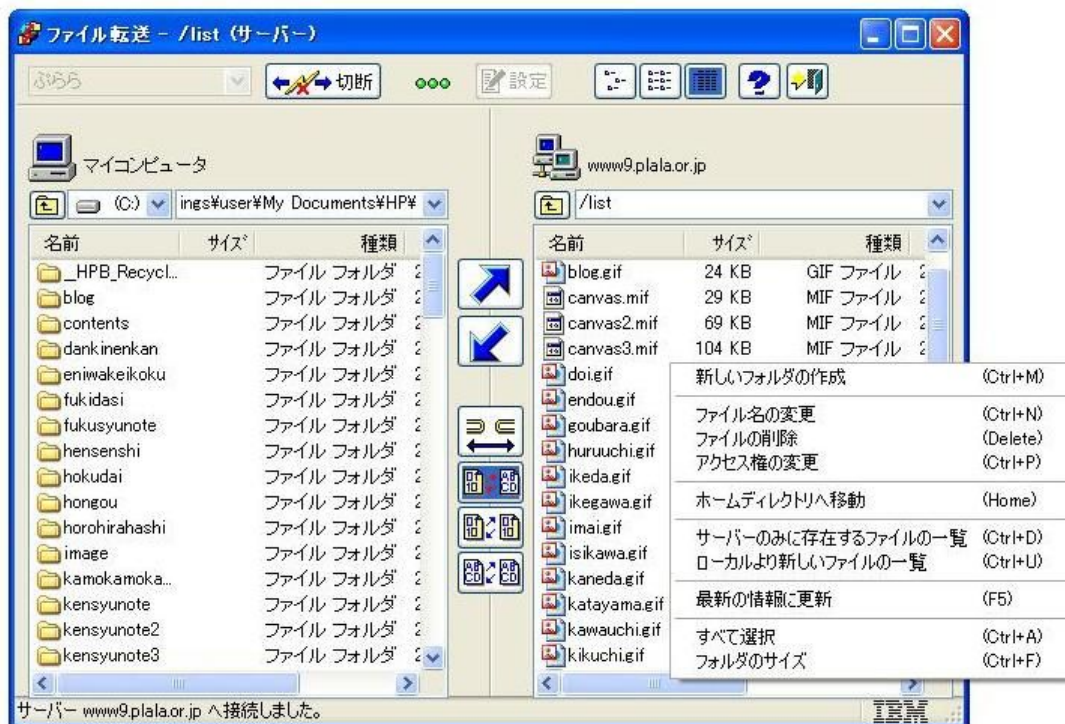 ファイル転送 - /list (サーバー)
ぷらら 切断 設定
マイコンピュータ
(C:) ings¥user¥My Documents¥HP¥
名前 サイズ 種類
_HPB_Recycl... ファイル フォルダ 2
blog ファイル フォルダ 2
contents ファイル フォルダ 2
dankinenkan ファイル フォルダ 2
eniwakeikoku ファイル フォルダ 2
fukidasi ファイル フォルダ 2
fukusyunote ファイル フォルダ 2
hensenshi ファイル フォルダ 2
hokudai ファイル フォルダ 2
hongou ファイル フォルダ 2
horohirahashi ファイル フォルダ 2
image ファイル フォルダ 2
kamokamoka... ファイル フォルダ 2
kensyunote ファイル フォルダ 2
kensyunote2 ファイル フォルダ 2
kensyunote3 ファイル フォルダ 2
www9.plala.or.jp
/list
名前 サイズ 種類
blog.gif 24 KB GIF ファイル 2
canvas.mif 29 KB MIF ファイル 2
canvas2.mif 69 KB MIF ファイル 2
canvas3.mif 104 KB MIF ファイル 2
doi.gif
endou.gif
goubara.gif
huruuchi.gif
ikeda.gif
ikegawa.gif
imai.gif
isikawa.gif
kaneda.gif
katayama.gif
kawauchi.gif
kikuchi.gif
新しいフォルダの作成 (Ctrl+M)
ファイル名の変更 (Ctrl+N)
ファイルの削除 (Delete)
アクセス権の変更 (Ctrl+P)
ホームディレクトリへ移動 (Home)
サーバーのみに存在するファイルの一覧 (Ctrl+D)
ローカルより新しいファイルの一覧 (Ctrl+U)
最新の情報に更新 (F5)
すべて選択 (Ctrl+A)
フォルダのサイズ (Ctrl+F)
サーバー www9.plala.or.jp へ接続しました。
IBM